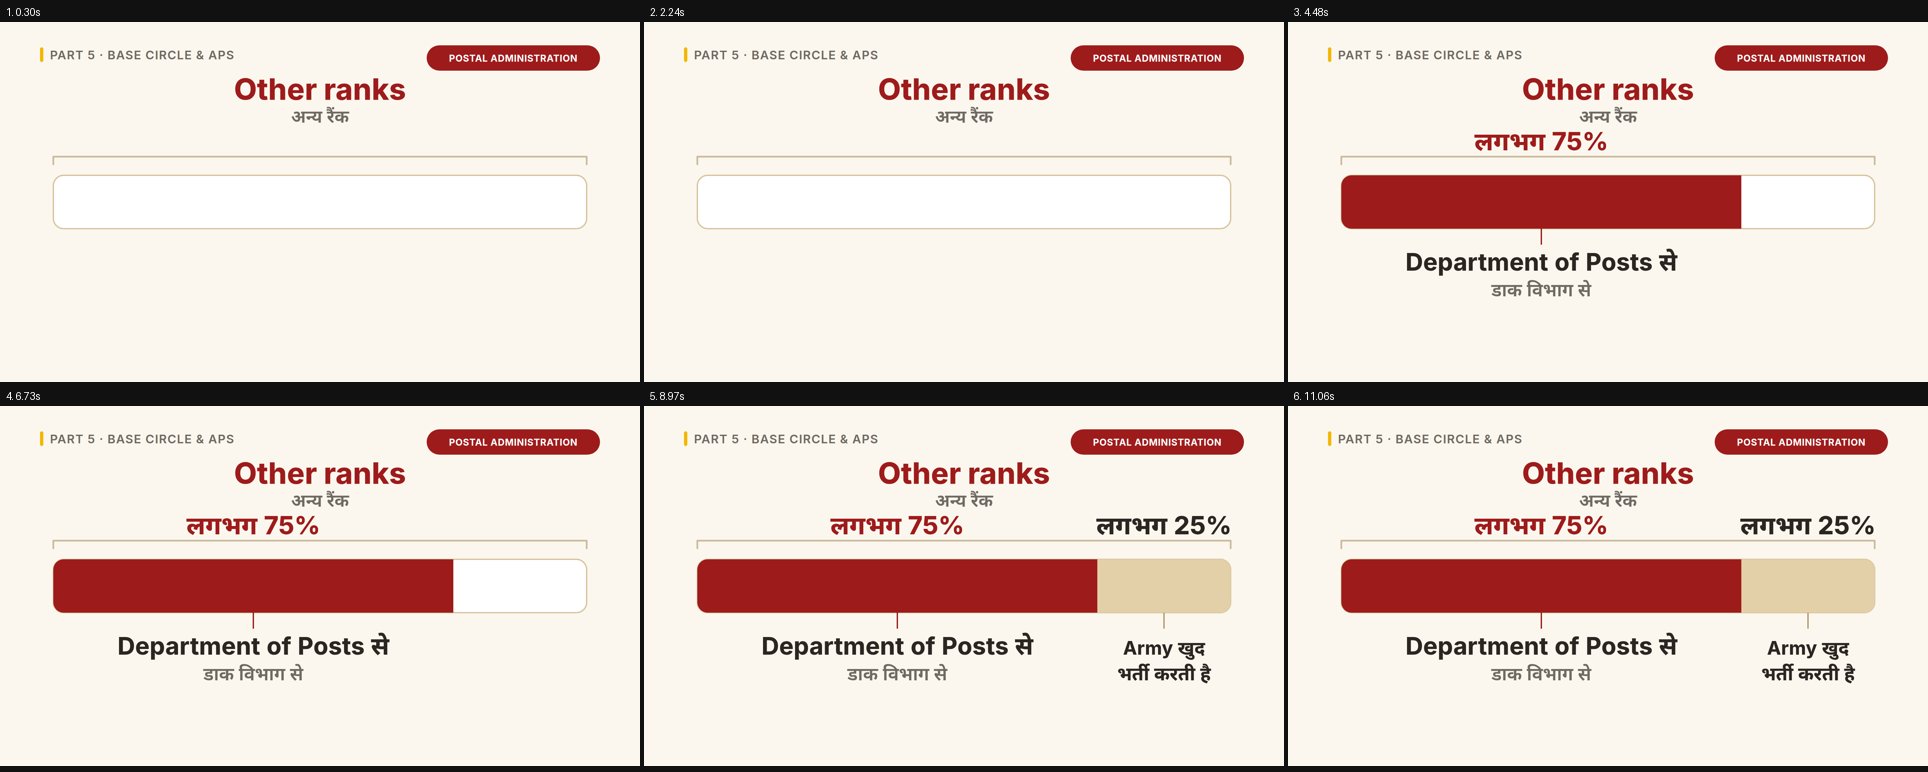 1. 0.30s
PART 5 · BASE CIRCLE & APS
POSTAL ADMINISTRATION
Other ranks
अन्य रैंक
2. 2.24s
PART 5 · BASE CIRCLE & APS
POSTAL ADMINISTRATION
Other ranks
अन्य रैंक
3. 4.48s
PART 5 · BASE CIRCLE & APS
POSTAL ADMINISTRATION
Other ranks
अन्य रैंक
लगभग 75%
Department of Posts से
डाक विभाग से
4. 6.73s
PART 5 · BASE CIRCLE & APS
POSTAL ADMINISTRATION
Other ranks
अन्य रैंक
लगभग 75%
Department of Posts से
डाक विभाग से
5. 8.97s
PART 5 · BASE CIRCLE & APS
POSTAL ADMINISTRATION
Other ranks
अन्य रैंक
लगभग 75% लगभग 25%
Department of Posts से
डाक विभाग से
Army खुद
भर्ती करती है
6. 11.06s
PART 5 · BASE CIRCLE & APS
POSTAL ADMINISTRATION
Other ranks
अन्य रैंक
लगभग 75% लगभग 25%
Department of Posts से
डाक विभाग से
Army खुद
भर्ती करती है